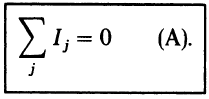 ∑_j I_j = 0 (A).